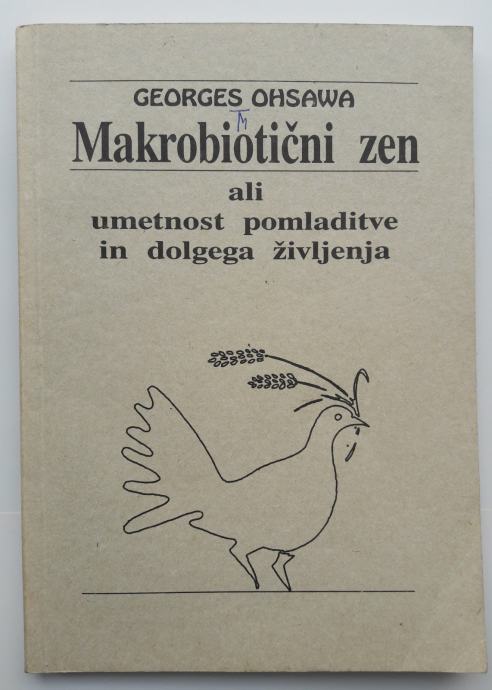 GEORGES OHSAWA
Makrobiotični zen
ali
umetnost pomladitve
in dolgega življenja